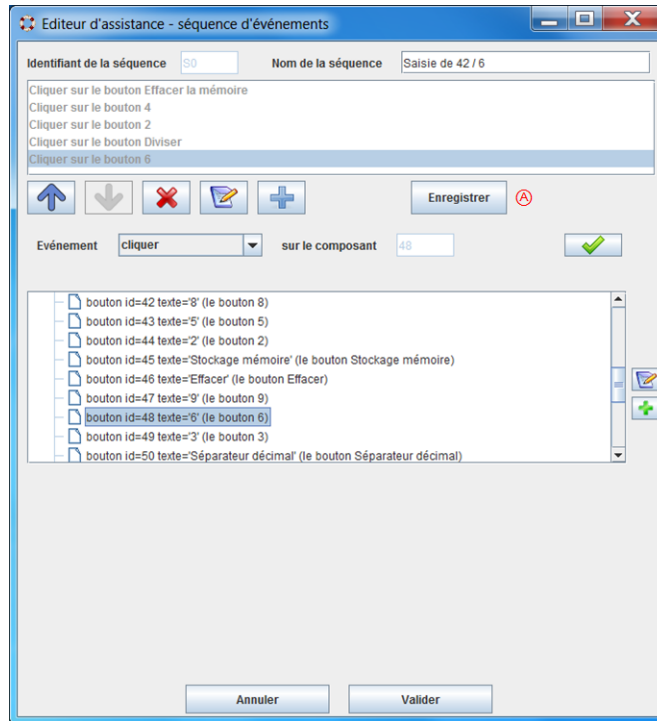 Editeur d'assistance - séquence d'événements
Identifiant de la séquence S0 Nom de la séquence Saisie de 42 / 6
Cliquer sur le bouton Effacer la mémoire
Cliquer sur le bouton 4
Cliquer sur le bouton 2
Cliquer sur le bouton Diviser
Cliquer sur le bouton 6
Enregistrer A
Evénement cliquer sur le composant 48
bouton id=42 texte='8' (le bouton 8)
bouton id=43 texte='5' (le bouton 5)
bouton id=44 texte='2' (le bouton 2)
bouton id=45 texte='Stockage mémoire' (le bouton Stockage mémoire)
bouton id=46 texte='Effacer' (le bouton Effacer)
bouton id=47 texte='9' (le bouton 9)
bouton id=48 texte='6' (le bouton 6)
bouton id=49 texte='3' (le bouton 3)
bouton id=50 texte='Séparateur décimal' (le bouton Séparateur décimal)
Annuler Valider